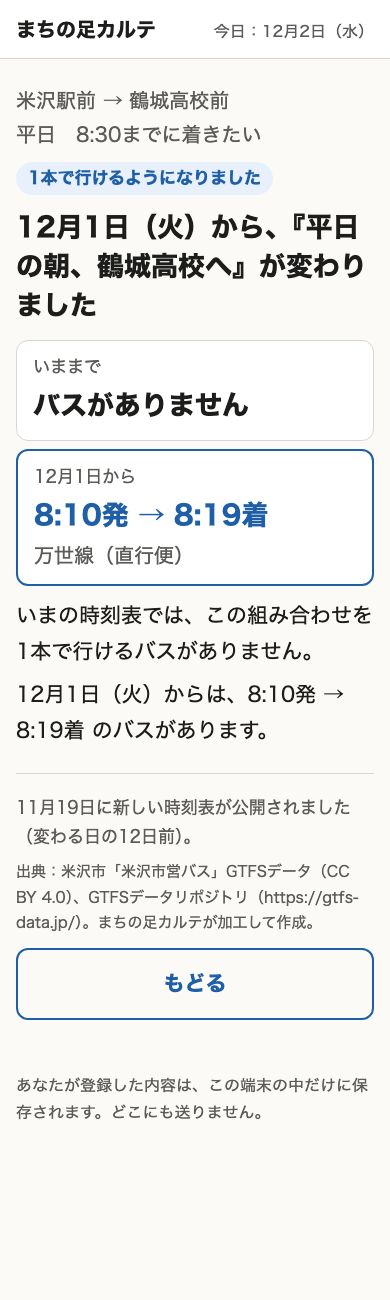 まちの足カルテ
今日：12月2日（水）
米沢駅前 → 鶴城高校前
平日　8:30までに着きたい
1本で行けるようになりました
12月1日（火）から、『平日
の朝、鶴城高校へ』が変わり
ました
いままで
バスがありません
12月1日から
8:10発 → 8:19着
万世線（直行便）
いまの時刻表では、この組み合わせを
1本で行けるバスがありません。
12月1日（火）からは、8:10発 →
8:19着 のバスがあります。
11月19日に新しい時刻表が公開されました
（変わる日の12日前）。
出典：米沢市「米沢市営バス」GTFSデータ（CC
BY 4.0）、GTFSデータリポジトリ（https://gtfs-
data.jp/）。まちの足カルテが加工して作成。
もどる
あなたが登録した内容は、この端末の中だけに保
存されます。どこにも送りません。